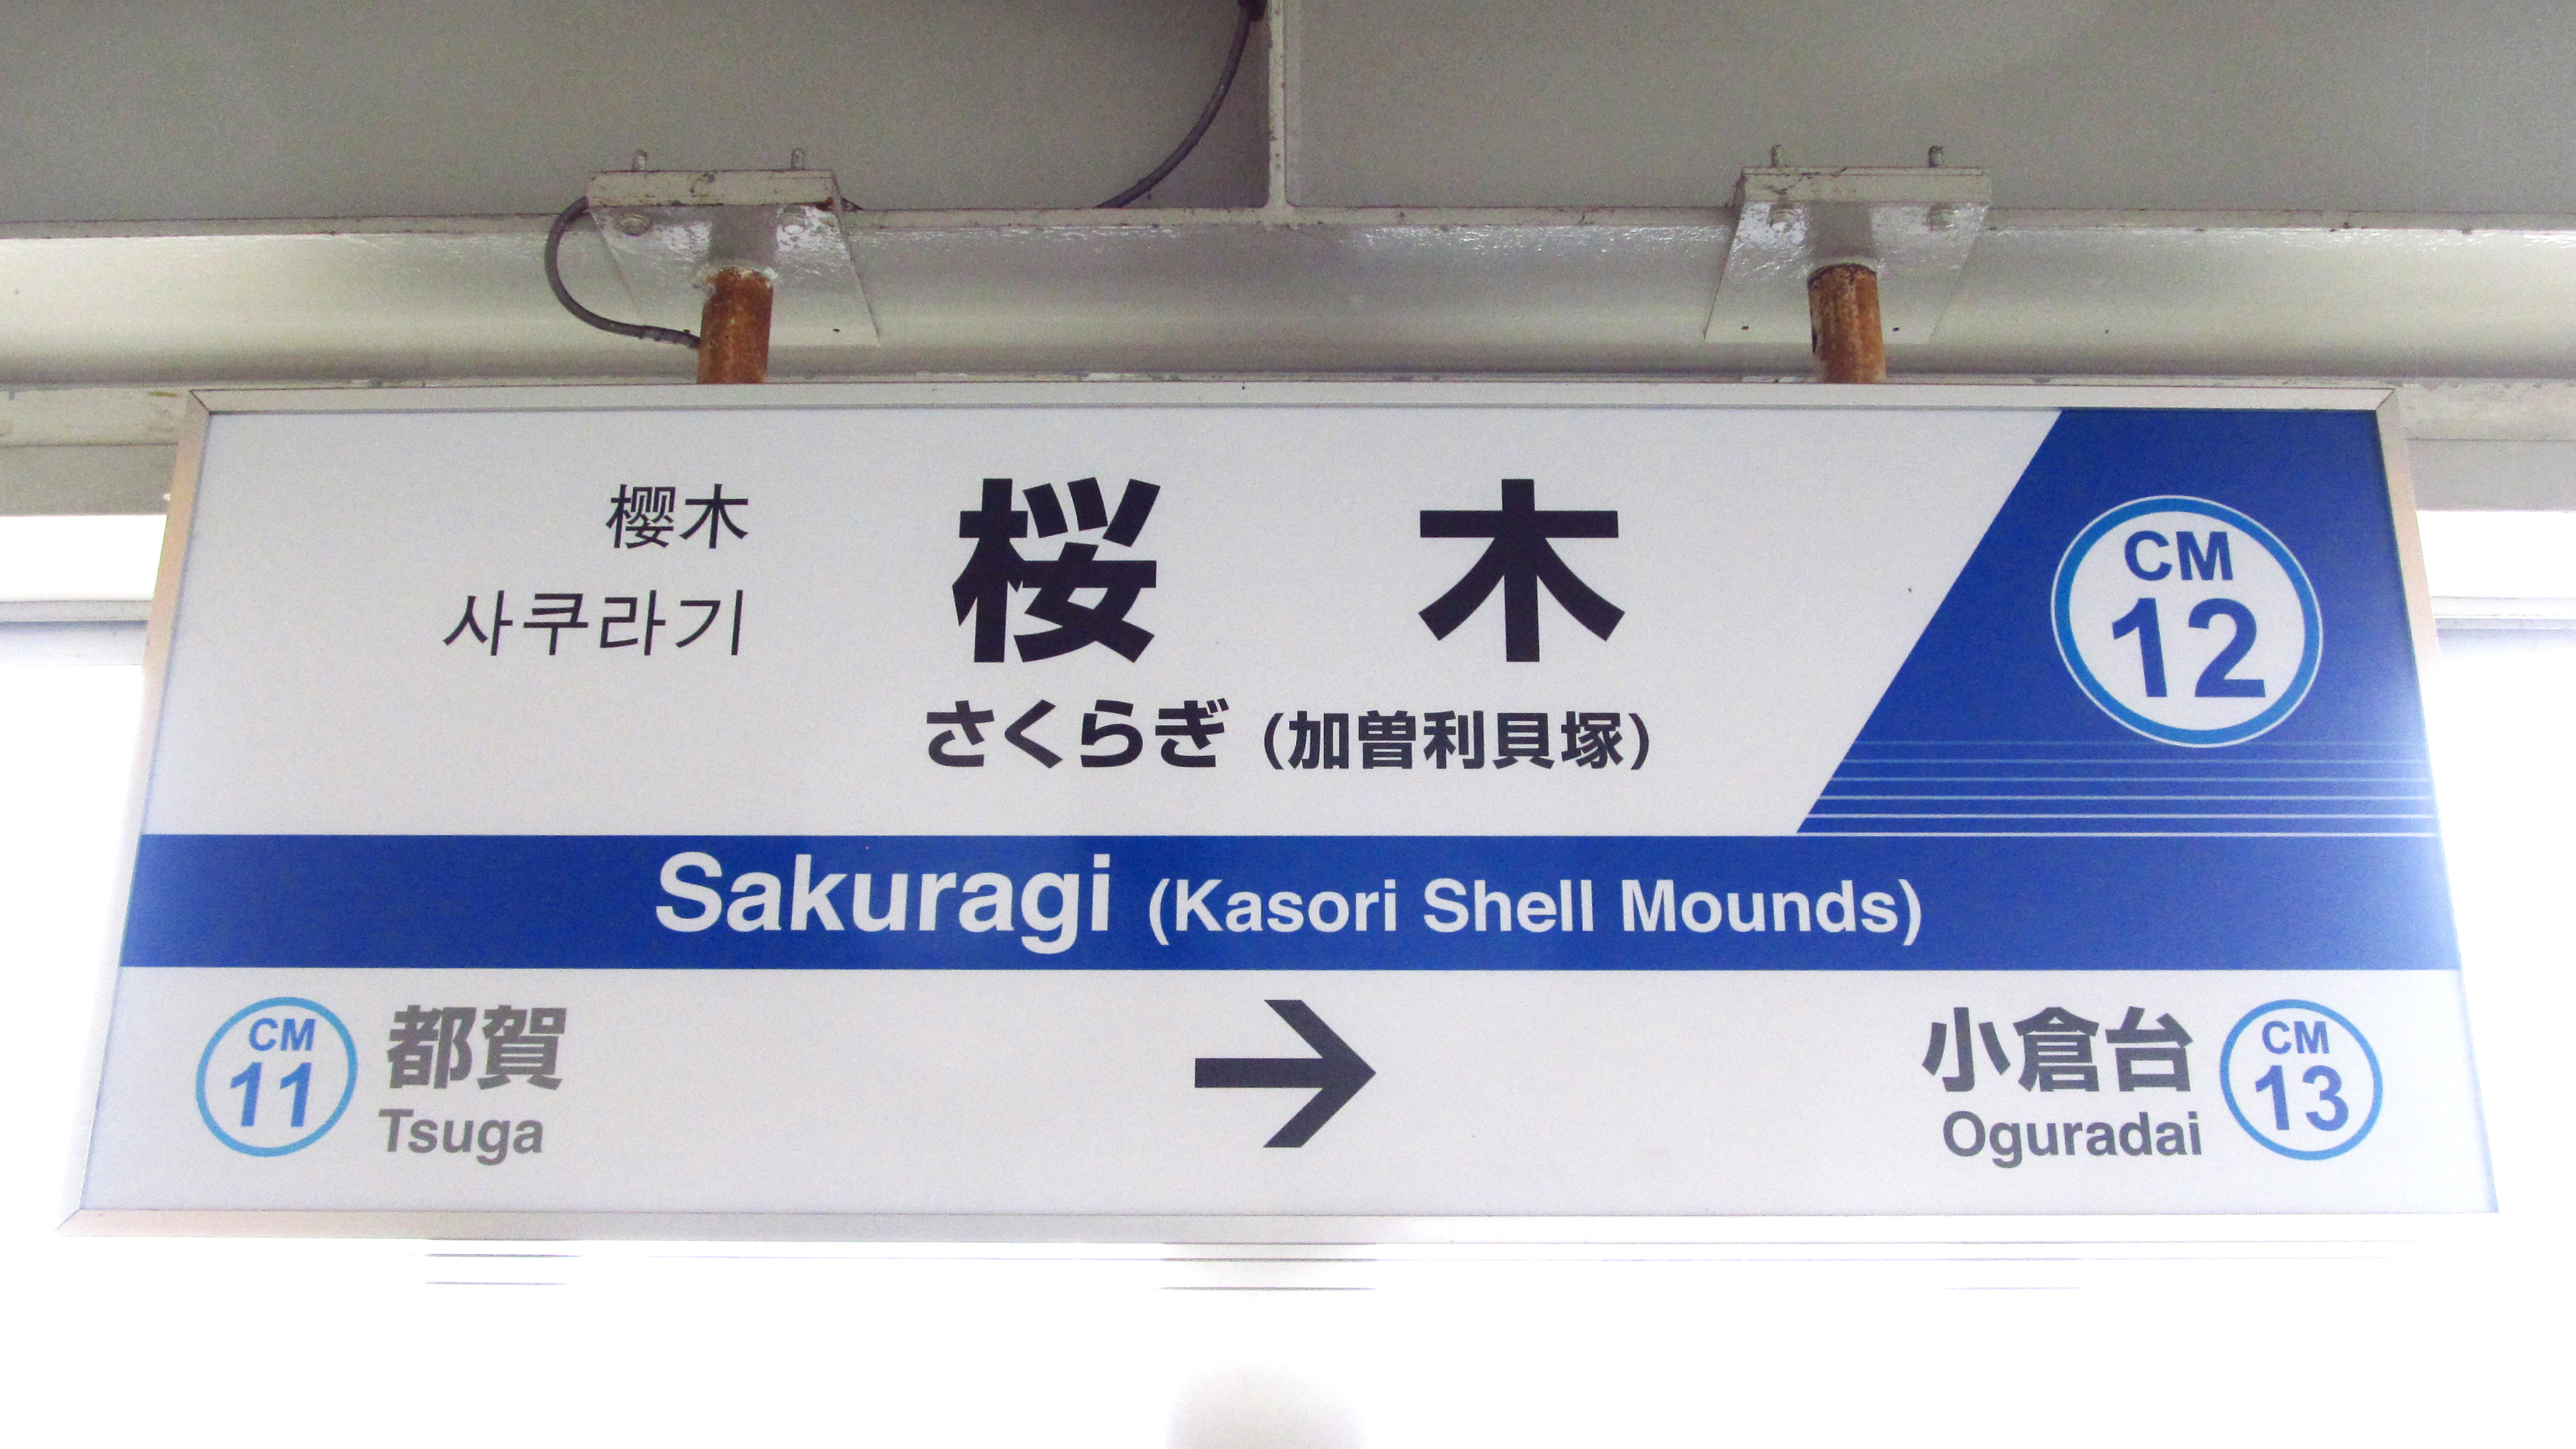 樱木
사쿠라기
桜 木
さくらぎ (加曽利貝塚)
CM
12
Sakuragi (Kasori Shell Mounds)
CM
11
都賀
Tsuga
→
小倉台
Oguradai
CM
13